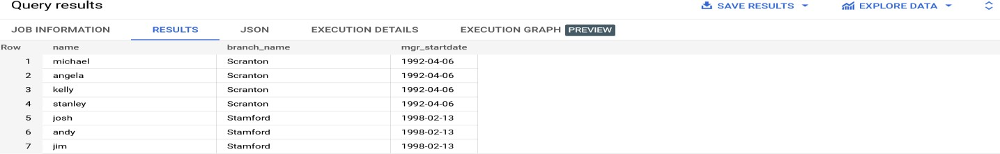 Query results SAVE RESULTS EXPLORE DATA
JOB INFORMATION RESULTS JSON EXECUTION DETAILS EXECUTION GRAPH PREVIEW
Row name branch_name mgr_startdate
1 michael Scranton 1992-04-06
2 angela Scranton 1992-04-06
3 kelly Scranton 1992-04-06
4 stanley Scranton 1992-04-06
5 josh Stamford 1998-02-13
6 andy Stamford 1998-02-13
7 jim Stamford 1998-02-13